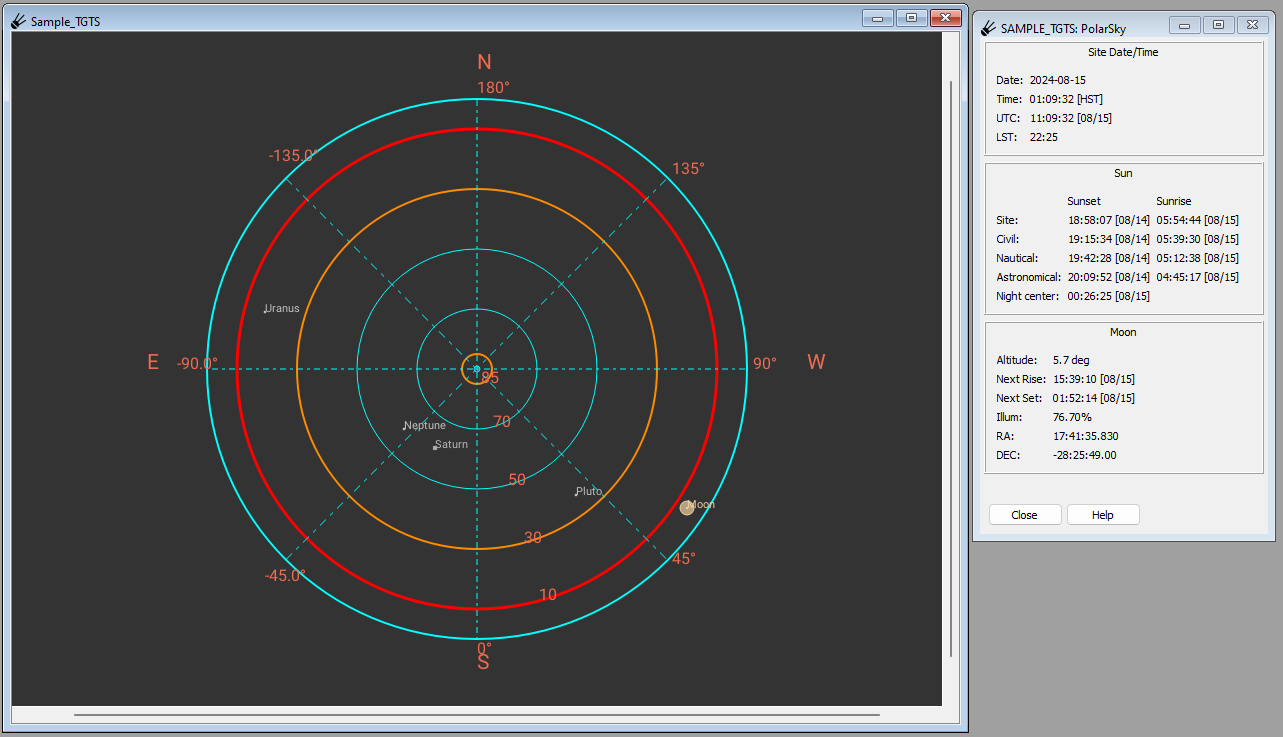 Sample_TGTS
N
180°
-135.0°
135°
Uranus
E
-90.0°
90°
W
85
Neptune
70
Saturn
50
Pluto
Moon
30
45°
-45.0°
10
0°
S
SAMPLE_TGTS: PolarSky
Site Date/Time
Date: 2024-08-15
Time: 01:09:32 [HST]
UTC: 11:09:32 [08/15]
LST: 22:25
Sun
Sunset Sunrise
Site: 18:58:07 [08/14] 05:54:44 [08/15]
Civil: 19:15:34 [08/14] 05:39:30 [08/15]
Nautical: 19:42:28 [08/14] 05:12:38 [08/15]
Astronomical: 20:09:52 [08/14] 04:45:17 [08/15]
Night center: 00:26:25 [08/15]
Moon
Altitude: 5.7 deg
Next Rise: 15:39:10 [08/15]
Next Set: 01:52:14 [08/15]
Illum: 76.70%
RA: 17:41:35.830
DEC: -28:25:49.00
Close Help